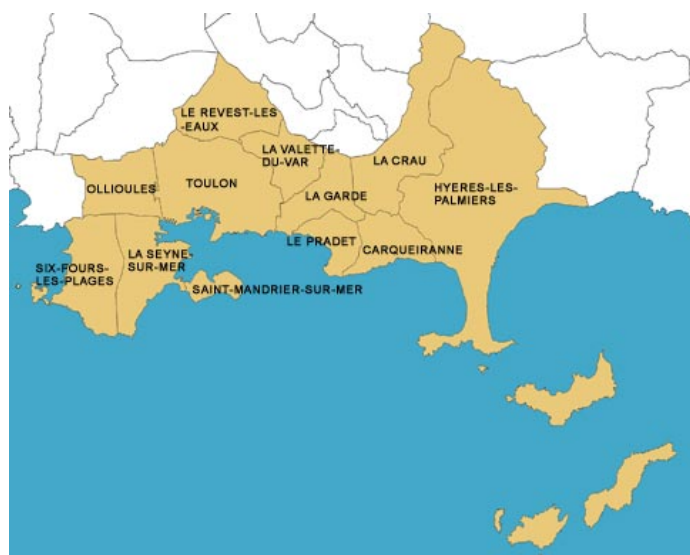 LE REVEST-LES
-EAUX
LA VALETTE-
DU-VAR
LA CRAU
OLLIOULES
TOULON
LA GARDE
HYERES-LES-
PALMIERS
LE PRADET
CARQUEIRANNE
LA SEYNE-
SUR-MER
SIX-FOURS-
LES-PLAGES
SAINT-MANDRIER-SUR-MER